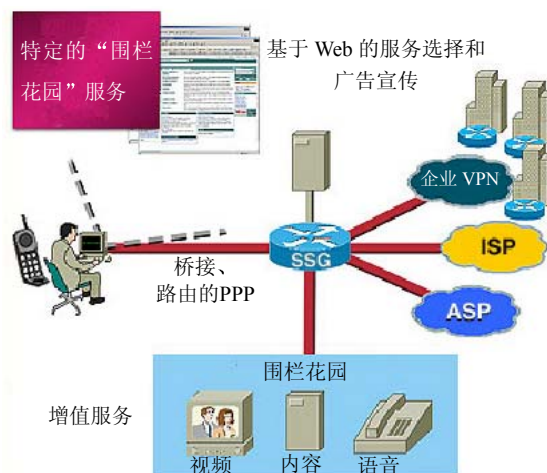 特定的“围栏
花园”服务
基于 Web 的服务选择和
广告宣传
企业 VPN
桥接、
路由的PPP
SSG
ISP
ASP
围栏花园
增值服务
视频
内容
语音